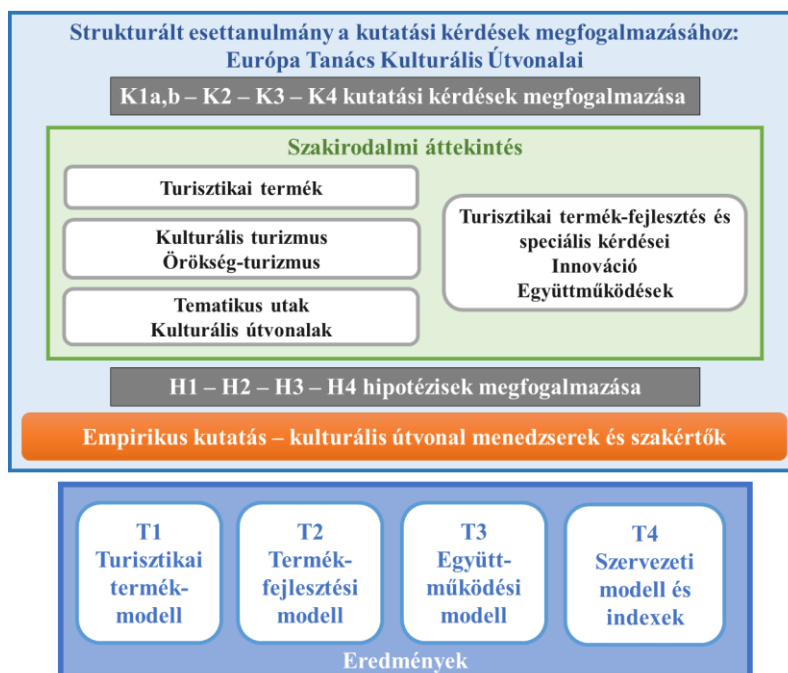 Strukturált esettanulmány a kutatási kérdések megfogalmazásához:
Európa Tanács Kulturális Útvonalai
K1a,b – K2 – K3 – K4 kutatási kérdések megfogalmazása
Szakirodalmi áttekintés
Turisztikai termék
Kulturális turizmus
Örökség-turizmus
Tematikus utak
Kulturális útvonalak
Turisztikai termék-fejlesztés és
speciális kérdései
Innováció
Együttműködések
H1 – H2 – H3 – H4 hipotézisek megfogalmazása
Empirikus kutatás – kulturális útvonal menedzserek és szakértők
T1
Turisztikai
termék-
modell
T2
Termék-
fejlesztési
modell
T3
Együtt-
működési
modell
T4
Szervezeti
modell és
indexek
Eredmények